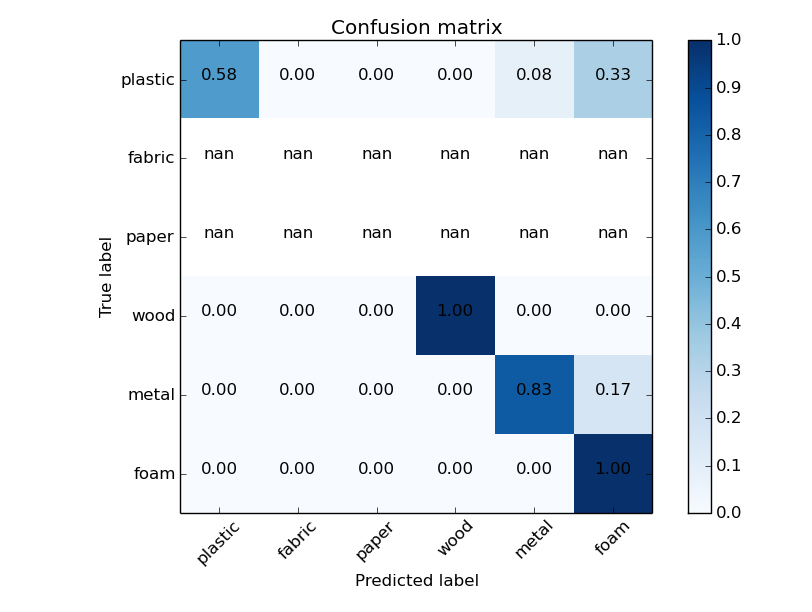 Confusion matrix
plastic 0.58 0.00 0.00 0.00 0.08 0.33
fabric nan nan nan nan nan nan
paper nan nan nan nan nan nan
wood 0.00 0.00 0.00 1.00 0.00 0.00
metal 0.00 0.00 0.00 0.00 0.83 0.17
foam 0.00 0.00 0.00 0.00 0.00 1.00
True label
plastic fabric paper wood metal foam
Predicted label
1.0
0.9
0.8
0.7
0.6
0.5
0.4
0.3
0.2
0.1
0.0